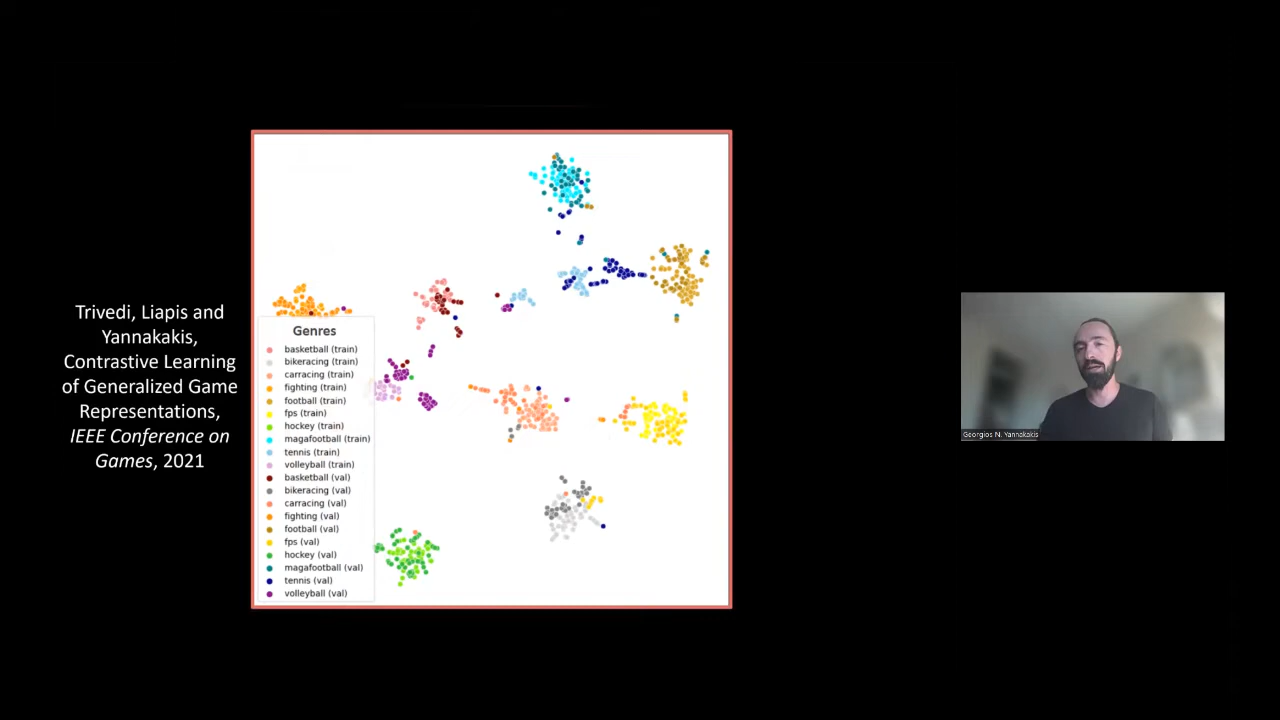 Trivedi, Liapis and
Yannakakis,
Contrastive Learning
of Generalized Game
Representations,
IEEE Conference on
Games, 2021
Genres
basketball (train)
bikeracing (train)
carracing (train)
fighting (train)
football (train)
fps (train)
hockey (train)
magafootball (train)
tennis (train)
volleyball (train)
basketball (val)
bikeracing (val)
carracing (val)
fighting (val)
football (val)
fps (val)
hockey (val)
magafootball (val)
tennis (val)
volleyball (val)
Georgios N. Yannakakis